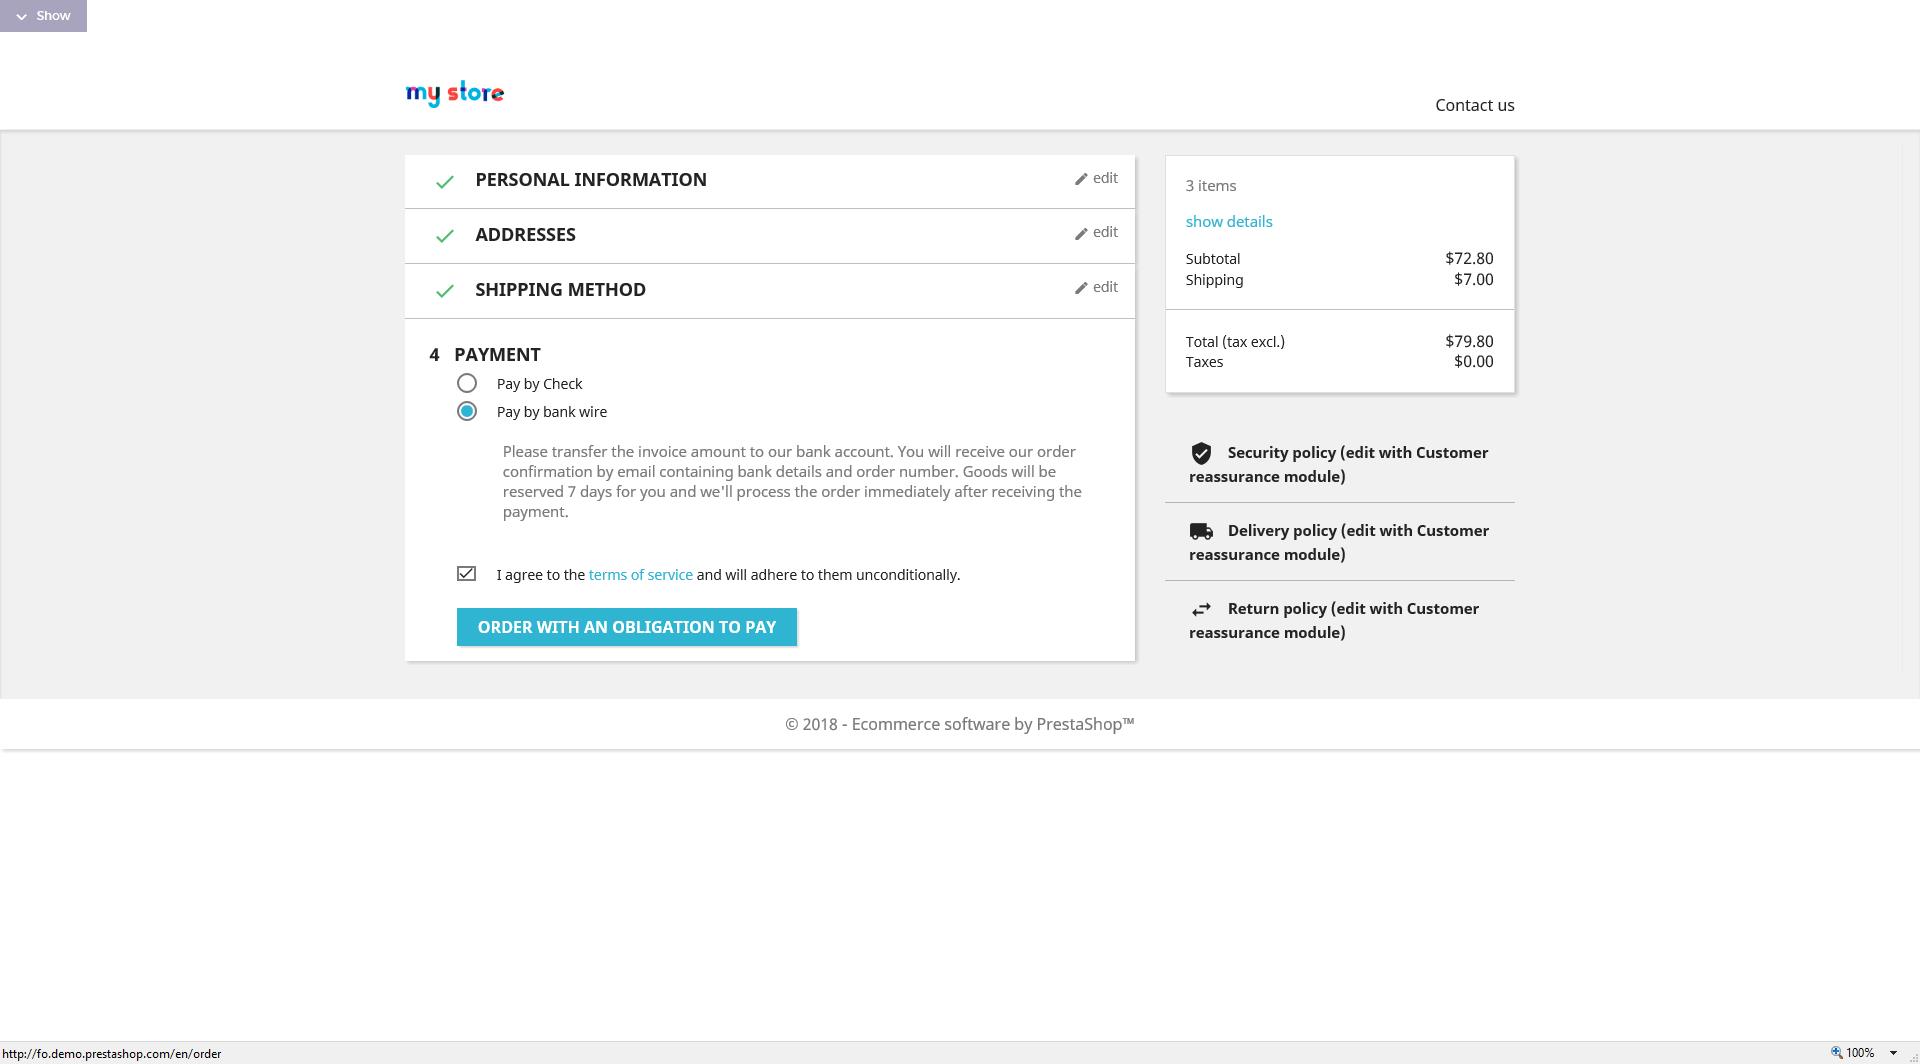 Show
my store
Contact us
PERSONAL INFORMATION
edit
ADDRESSES
edit
SHIPPING METHOD
edit
4 PAYMENT
Pay by Check
Pay by bank wire
Please transfer the invoice amount to our bank account. You will receive our order
confirmation by email containing bank details and order number. Goods will be
reserved 7 days for you and we'll process the order immediately after receiving the
payment.
I agree to the terms of service and will adhere to them unconditionally.
ORDER WITH AN OBLIGATION TO PAY
3 items
show details
Subtotal $72.80
Shipping $7.00
Total (tax excl.) $79.80
Taxes $0.00
Security policy (edit with Customer
reassurance module)
Delivery policy (edit with Customer
reassurance module)
Return policy (edit with Customer
reassurance module)
© 2018 - Ecommerce software by PrestaShop™
http://fo.demo.prestashop.com/en/order
100%